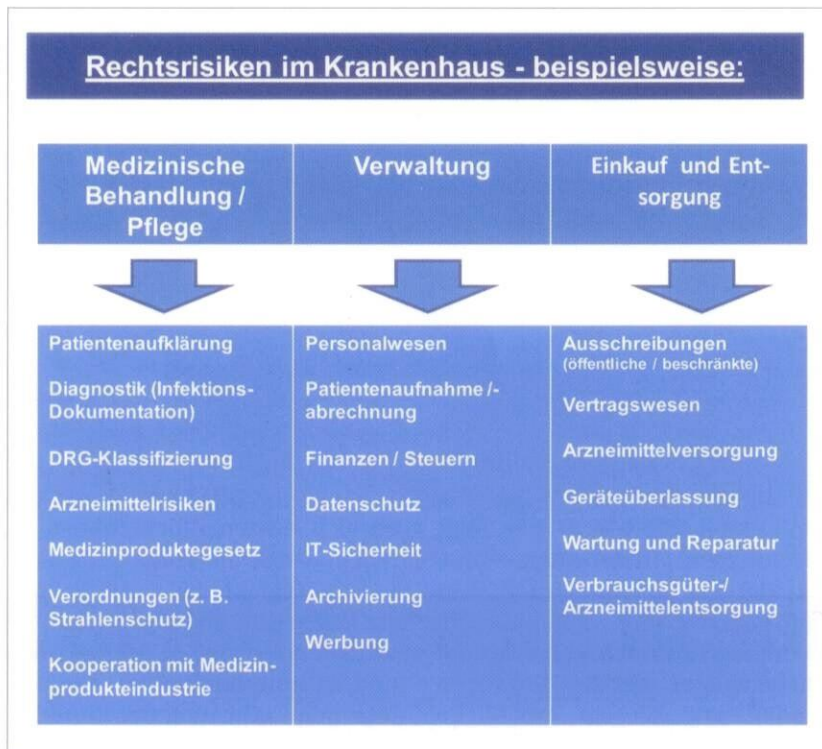 Rechtsrisiken im Krankenhaus - beispielsweise:
Medizinische
Behandlung /
Pflege
Verwaltung
Einkauf und Ent-
sorgung
Patientenaufklärung
Diagnostik (Infektions-
Dokumentation)
DRG-Klassifizierung
Arzneimittelrisiken
Medizinproduktegesetz
Verordnungen (z. B.
Strahlenschutz)
Kooperation mit Medizin-
produkteindustrie
Personalwesen
Patientenaufnahme /-
abrechnung
Finanzen / Steuern
Datenschutz
IT-Sicherheit
Archivierung
Werbung
Ausschreibungen
(öffentliche / beschränkte)
Vertragswesen
Arzneimittelversorgung
Geräteüberlassung
Wartung und Reparatur
Verbrauchsgüter-/
Arzneimittelentsorgung